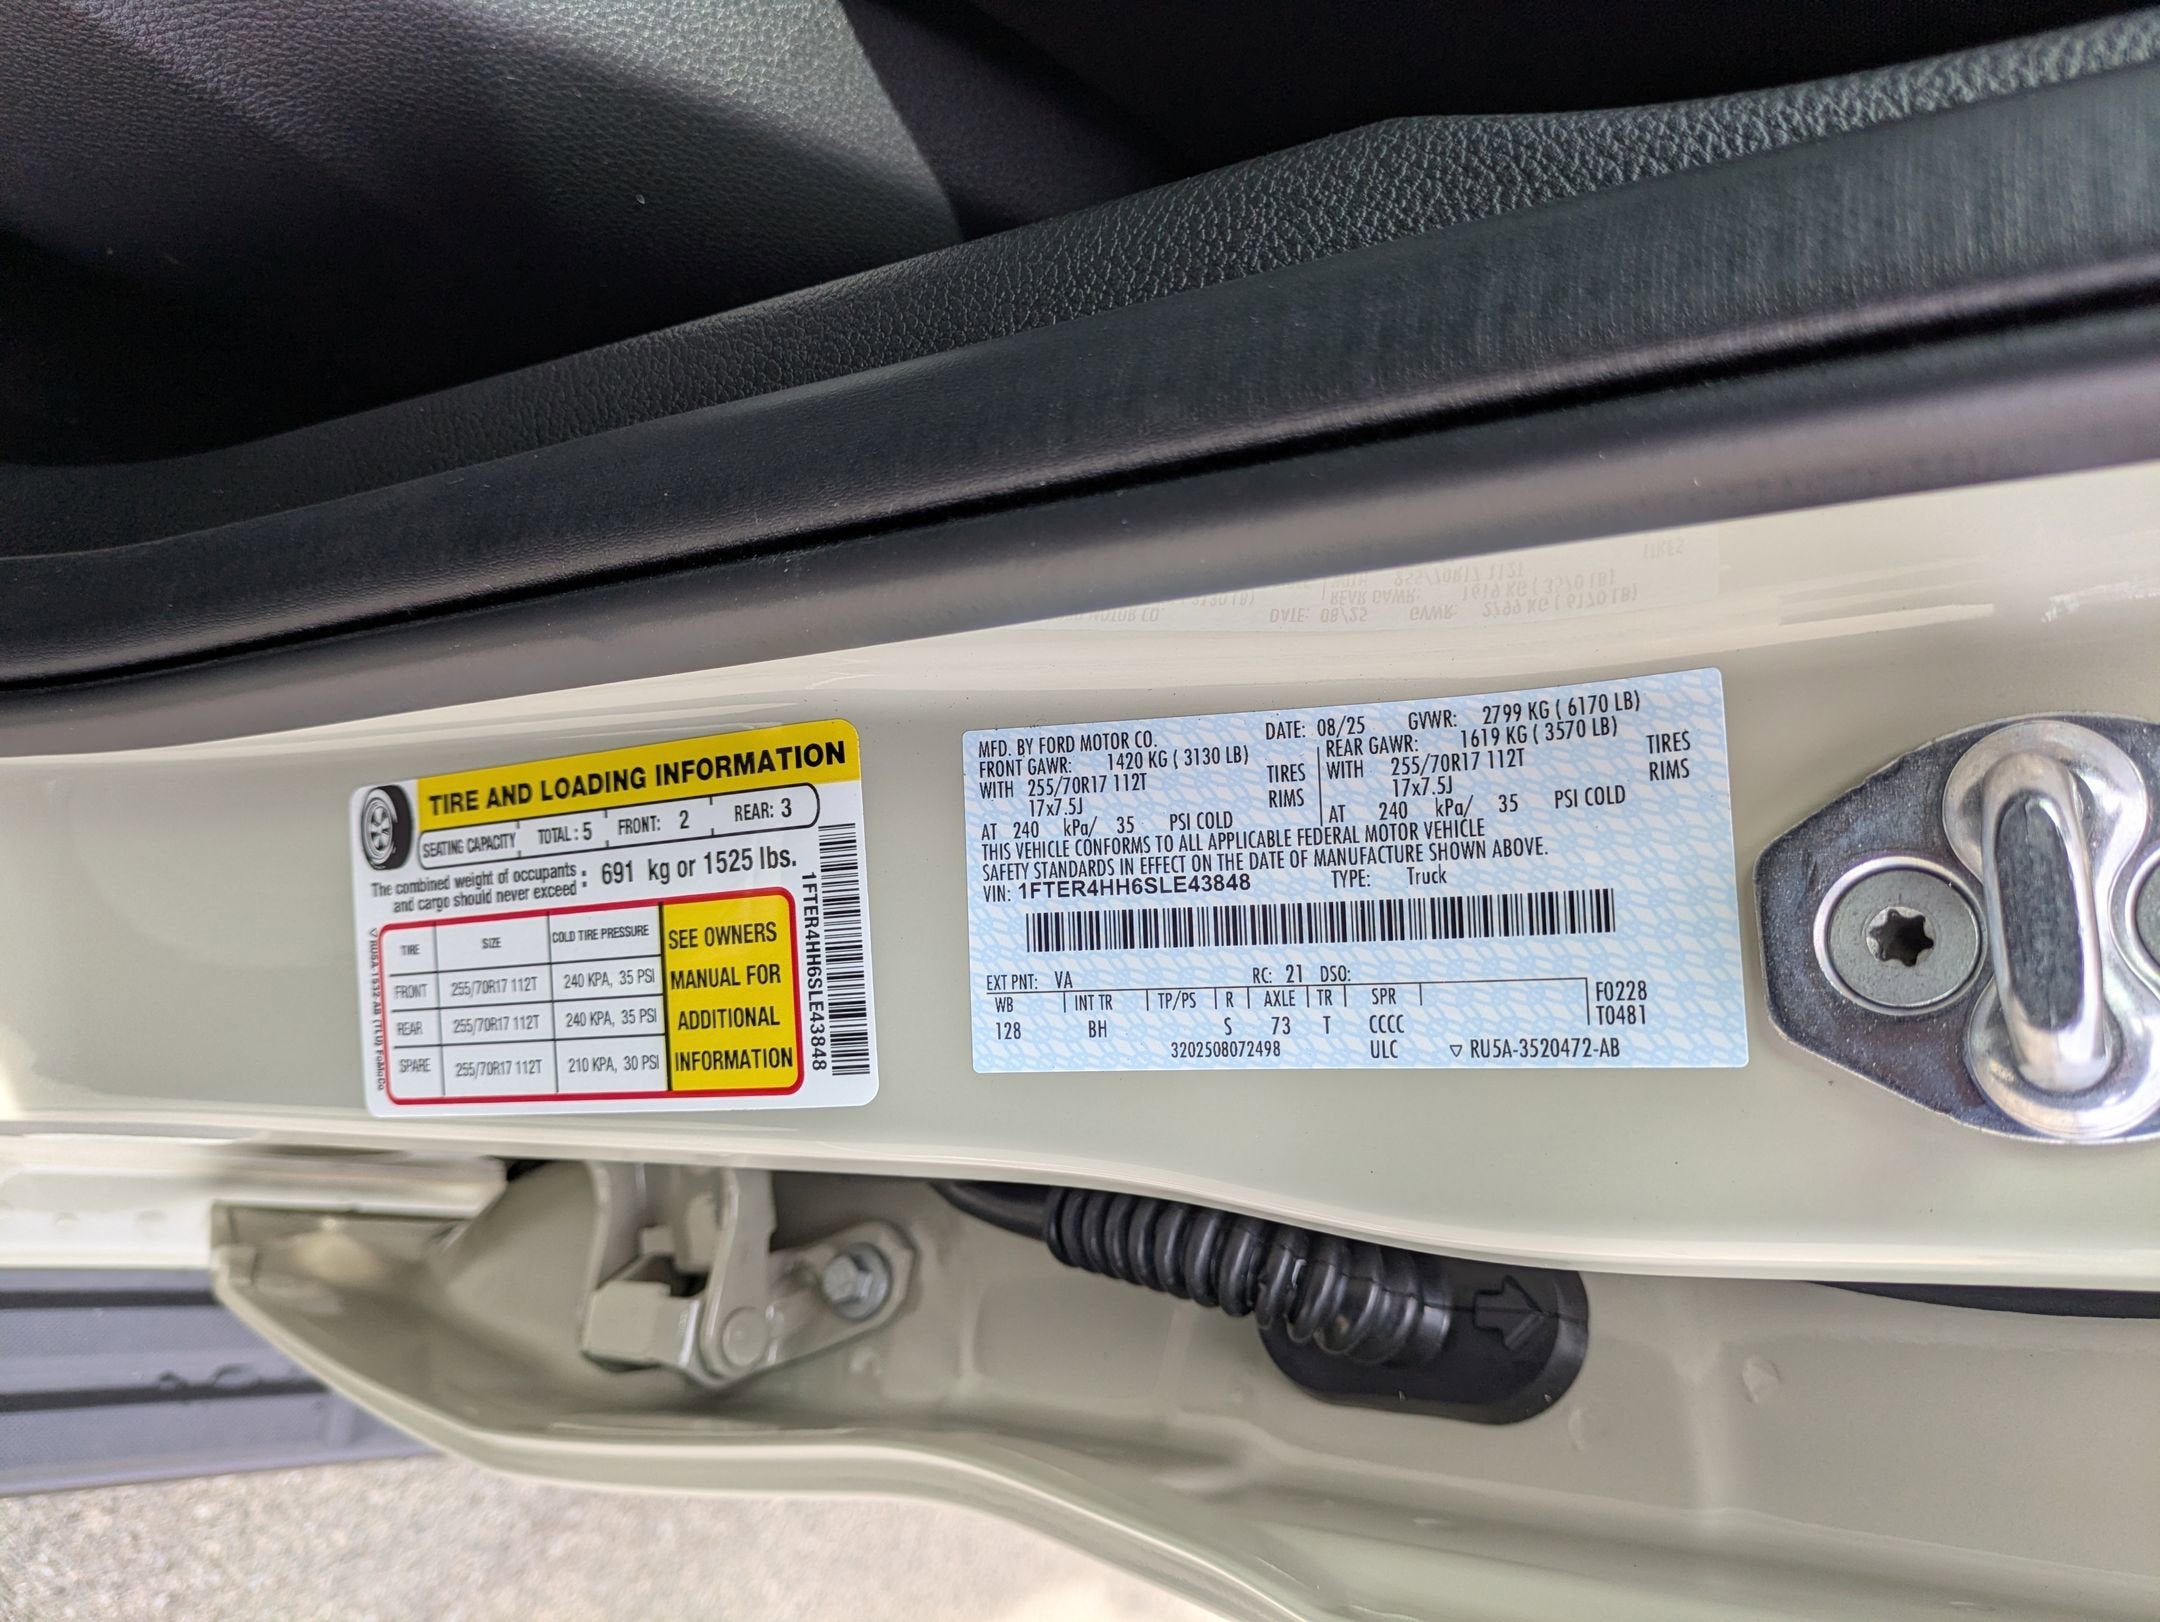 TIRE AND LOADING INFORMATION
SEATING CAPACITY TOTAL: 5 FRONT: 2 REAR: 3
The combined weight of occupants and cargo should never exceed: 691 kg or 1525 lbs.
TIRE SIZE COLD TIRE PRESSURE
FRONT 255/70R17 112T 240 KPA, 35 PSI
REAR 255/70R17 112T 240 KPA, 35 PSI
SPARE 255/70R17 112T 210 KPA, 30 PSI
SEE OWNERS
MANUAL FOR
ADDITIONAL
INFORMATION
1FTER4HH6SLE43848
MFD. BY FORD MOTOR CO. DATE: 08/25 GVWR: 2799 KG ( 6170 LB)
FRONT GAWR: 1420 KG ( 3130 LB) REAR GAWR: 1619 KG ( 3570 LB)
WITH 255/70R17 112T TIRES WITH 255/70R17 112T TIRES
17x7.5J RIMS 17x7.5J RIMS
AT 240 kPa/ 35 PSI COLD AT 240 kPa/ 35 PSI COLD
THIS VEHICLE CONFORMS TO ALL APPLICABLE FEDERAL MOTOR VEHICLE
SAFETY STANDARDS IN EFFECT ON THE DATE OF MANUFACTURE SHOWN ABOVE.
VIN: 1FTER4HH6SLE43848 TYPE: Truck
EXT PNT: VA RC: 21 DSO:
WB INT TR TP/PS R AXLE TR SPR F0228
128 BH S 73 T CCCC T0481
3202508072498 ULC RU5A-3520472-AB